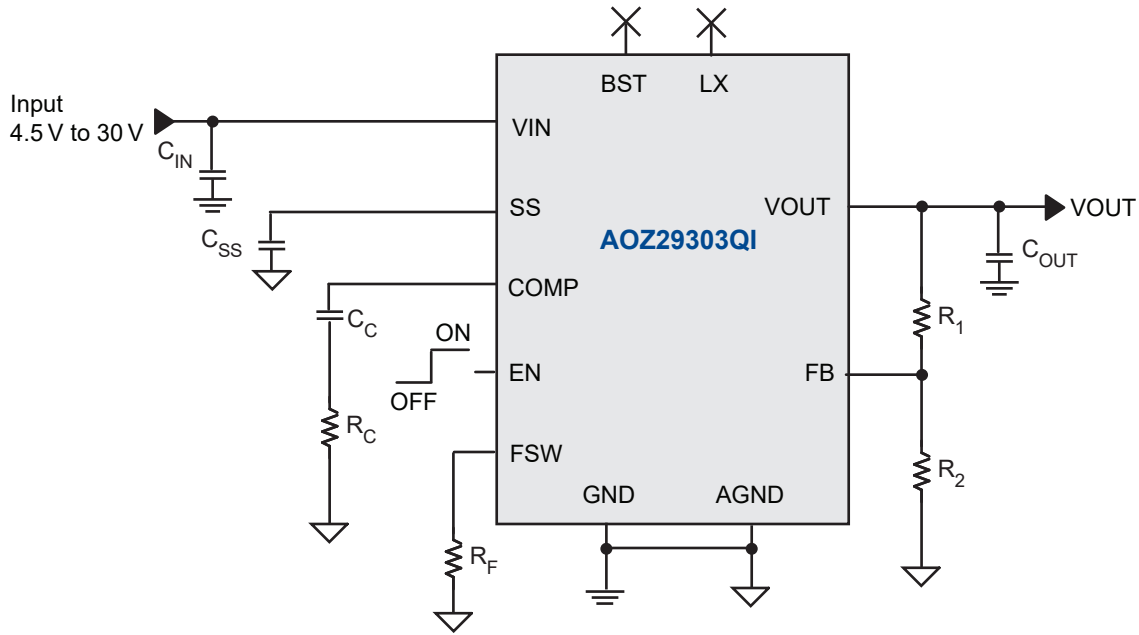 BST
LX
Input
4.5 V to 30 V
VIN
C_IN
SS
C_SS
VOUT
VOUT
AOZ29303QI
C_OUT
COMP
C_C
R_1
ON
OFF
EN
FB
R_C
FSW
R_2
GND
AGND
R_F